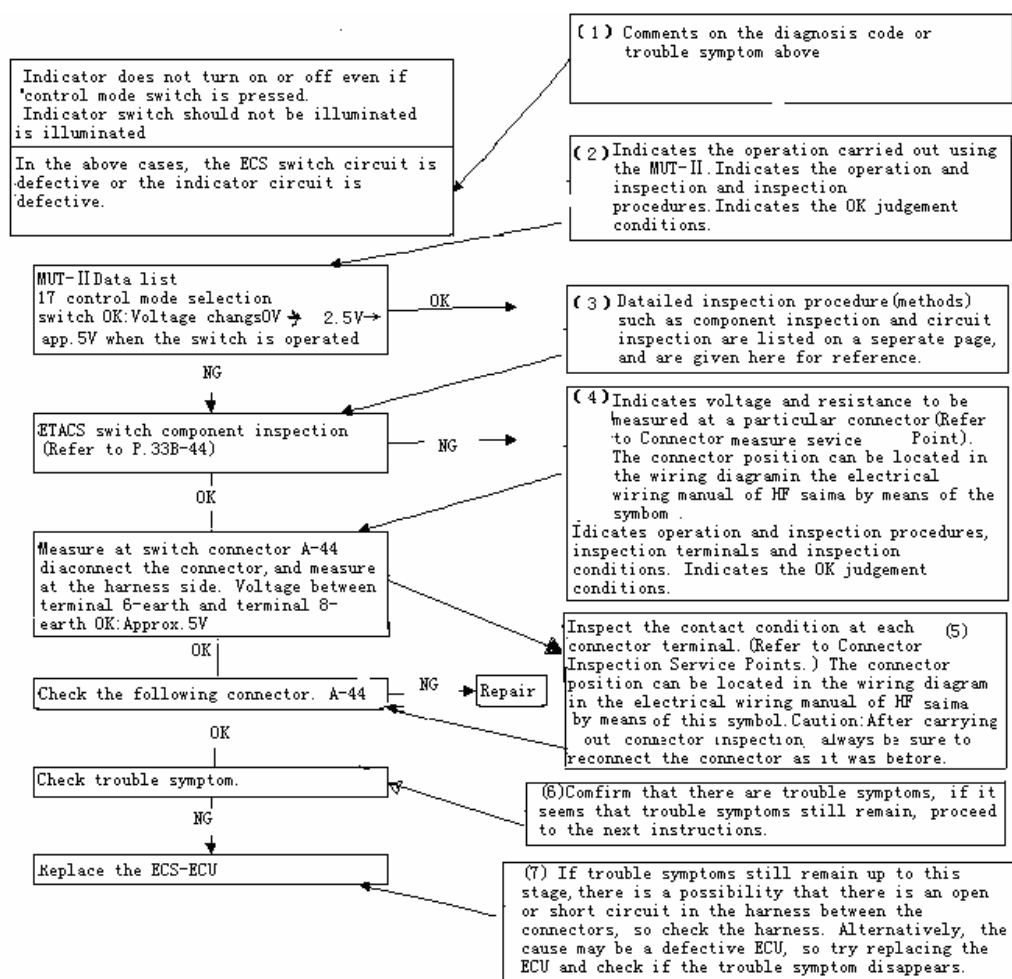 Indicator does not turn on or off even if
'control mode switch is pressed.
Indicator switch should not be illuminated
is illuminated
In the above cases, the ECS switch circuit is
defective or the indicator circuit is
defective.
(1) Comments on the diagnosis code or
trouble symptom above
(2) Indicates the operation carried out using
the MUT-II.Indicates the operation and
inspection and inspection
procedures.Indicates the OK judgement
conditions.
MUT-II Data list
17 control mode selection
switch OK:Voltage changs0V → 2.5V→
app.5V when the switch is operated
OK
(3) Datailed inspection procedure(methods)
such as component inspection and circuit
inspection are listed on a seperate page,
and are given here for reference.
NG
ETACS switch component inspection
(Refer to P.33B-44)
NG
(4) Indicates voltage and resistance to be
measured at a particular connector(Refer
to Connector measure sevice Point).
The connector position can be located in
the wiring diagramin the electrical
wiring manual of HF saima by means of the
symbom .
Idicates operation and inspection procedures,
inspection terminals and inspection
conditions. Indicates the OK judgement
conditions.
OK
Measure at switch connector A-44
diaconnect the connector, and measure
at the harness side. Voltage between
terminal 6-earth and terminal 8-
earth OK:Approx.5V
OK
Inspect the contact condition at each (5)
connector terminal.(Refer to Connector
Inspection Service Points.) The connector
position can be located in the wiring diagram
in the electrical wiring manual of HF saima
by means of this symbol.Caution:After carrying
out connector inspection, always be sure to
reconnect the connector as it was before.
Check the following connector. A-44
NG
Repair
OK
Check trouble symptom.
(6)Comfirm that there are trouble symptoms, if it
seems that trouble symptoms still remain, proceed
to the next instructions.
NG
Replace the ECS-ECU
(7) If trouble symptoms still remain up to this
stage, there is a possibility that there is an open
or short circuit in the harness between the
connectors, so check the harness. Alternatively, the
cause may be a defective ECU, so try replacing the
ECU and check if the trouble symptom disappears.